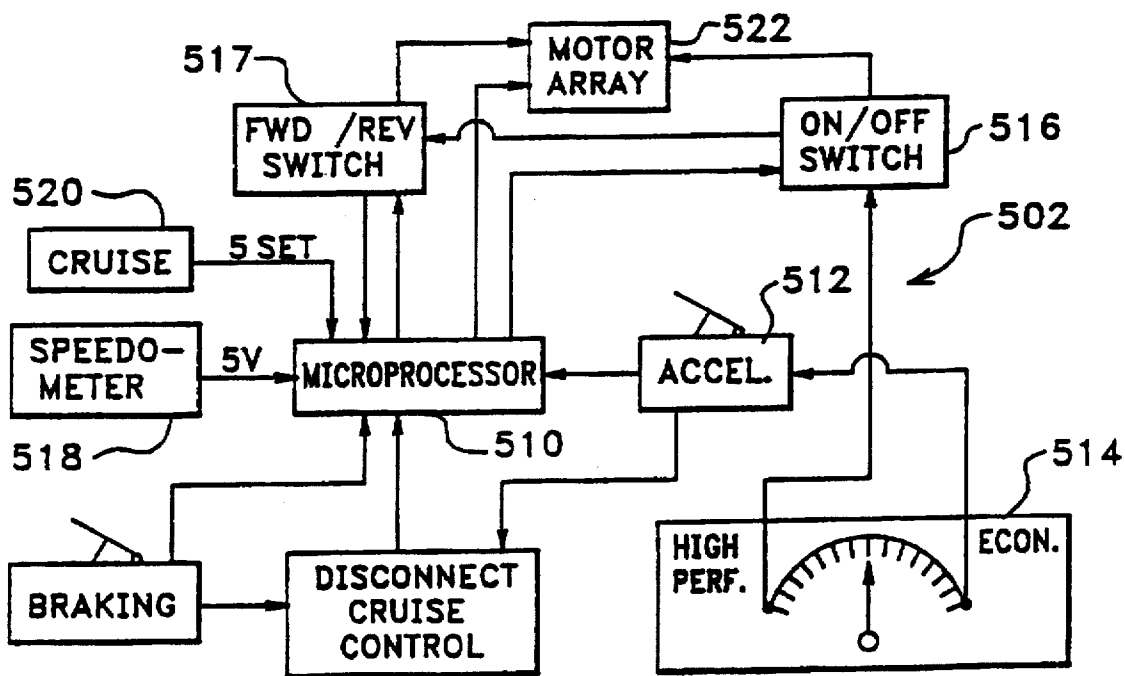 MOTOR
ARRAY
522
517
FWD /REV
SWITCH
ON/OFF
SWITCH
516
520
CRUISE
5 SET
502
512
SPEEDO-
METER
5V
MICROPROCESSOR
ACCEL.
518
510
514
BRAKING
DISCONNECT
CRUISE
CONTROL
HIGH
PERF.
ECON.